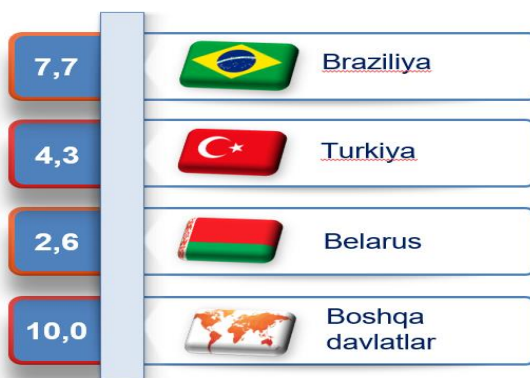 7,7 Braziliya
4,3 Turkiya
2,6 Belarus
10,0 Boshqa
davlatlar